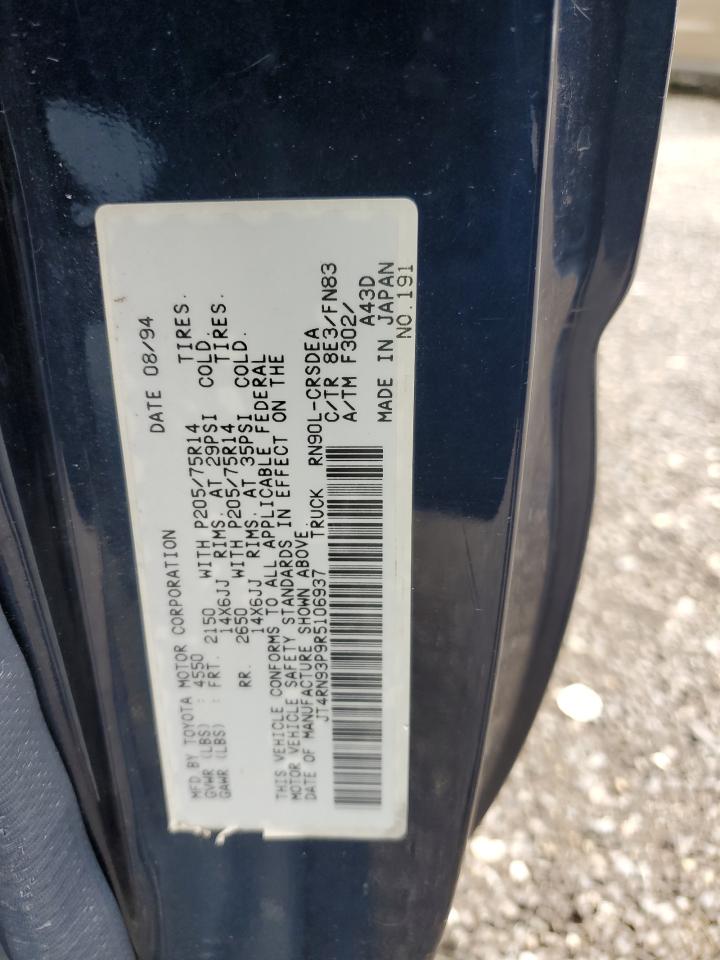 MFD BY TOYOTA MOTOR CORPORATION DATE 08/94
GVWR (LBS) : 4550
GAWR (LBS) : FRT. 2150 WITH P205/75R14 TIRES.
14X6JJ RIMS. AT 29PSI COLD.
RR. 2650 WITH P205/75R14 TIRES.
14X6JJ RIMS. AT 35PSI COLD.
THIS VEHICLE CONFORMS TO ALL APPLICABLE FEDERAL
MOTOR VEHICLE SAFETY STANDARDS IN EFFECT ON THE
DATE OF MANUFACTURE SHOWN ABOVE.
JT4RN93P9R5106937 TRUCK RN90L-CRSDEA
C/TR 8E3/FN83
A/TM F302/
A43D
MADE IN JAPAN
NO.191